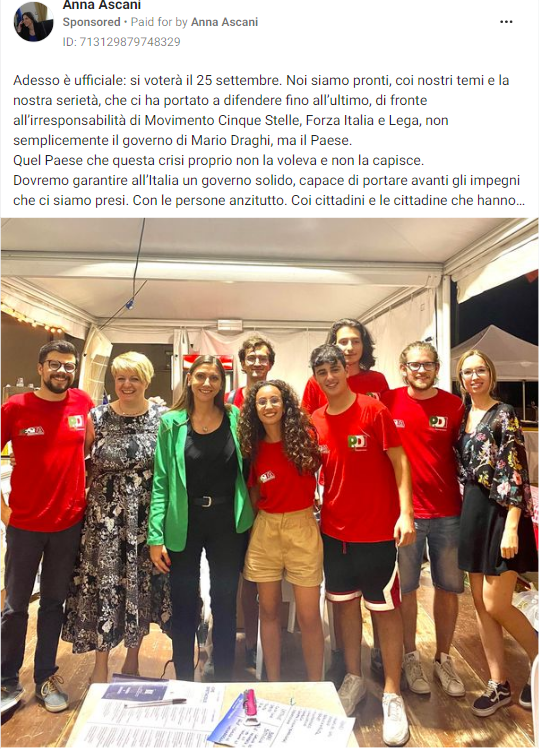 Anna Ascani
Sponsored • Paid for by Anna Ascani
ID: 713129879748329
Adesso è ufficiale: si voterà il 25 settembre. Noi siamo pronti, coi nostri temi e la
nostra serietà, che ci ha portato a difendere fino all’ultimo, di fronte
all’irresponsabilità di Movimento Cinque Stelle, Forza Italia e Lega, non
semplicemente il governo di Mario Draghi, ma il Paese.
Quel Paese che questa crisi proprio non la voleva e non la capisce.
Dovremo garantire all’Italia un governo solido, capace di portare avanti gli impegni
che ci siamo presi. Con le persone anzitutto. Coi cittadini e le cittadine che hanno...
PD
PD